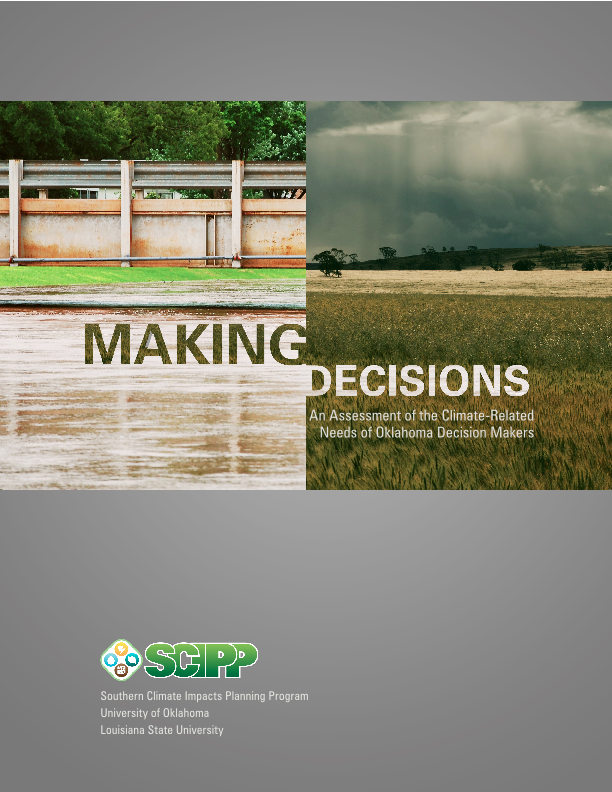 MAKING
DECISIONS
An Assessment of the Climate-Related
Needs of Oklahoma Decision Makers
SCIPP
Southern Climate Impacts Planning Program
University of Oklahoma
Louisiana State University